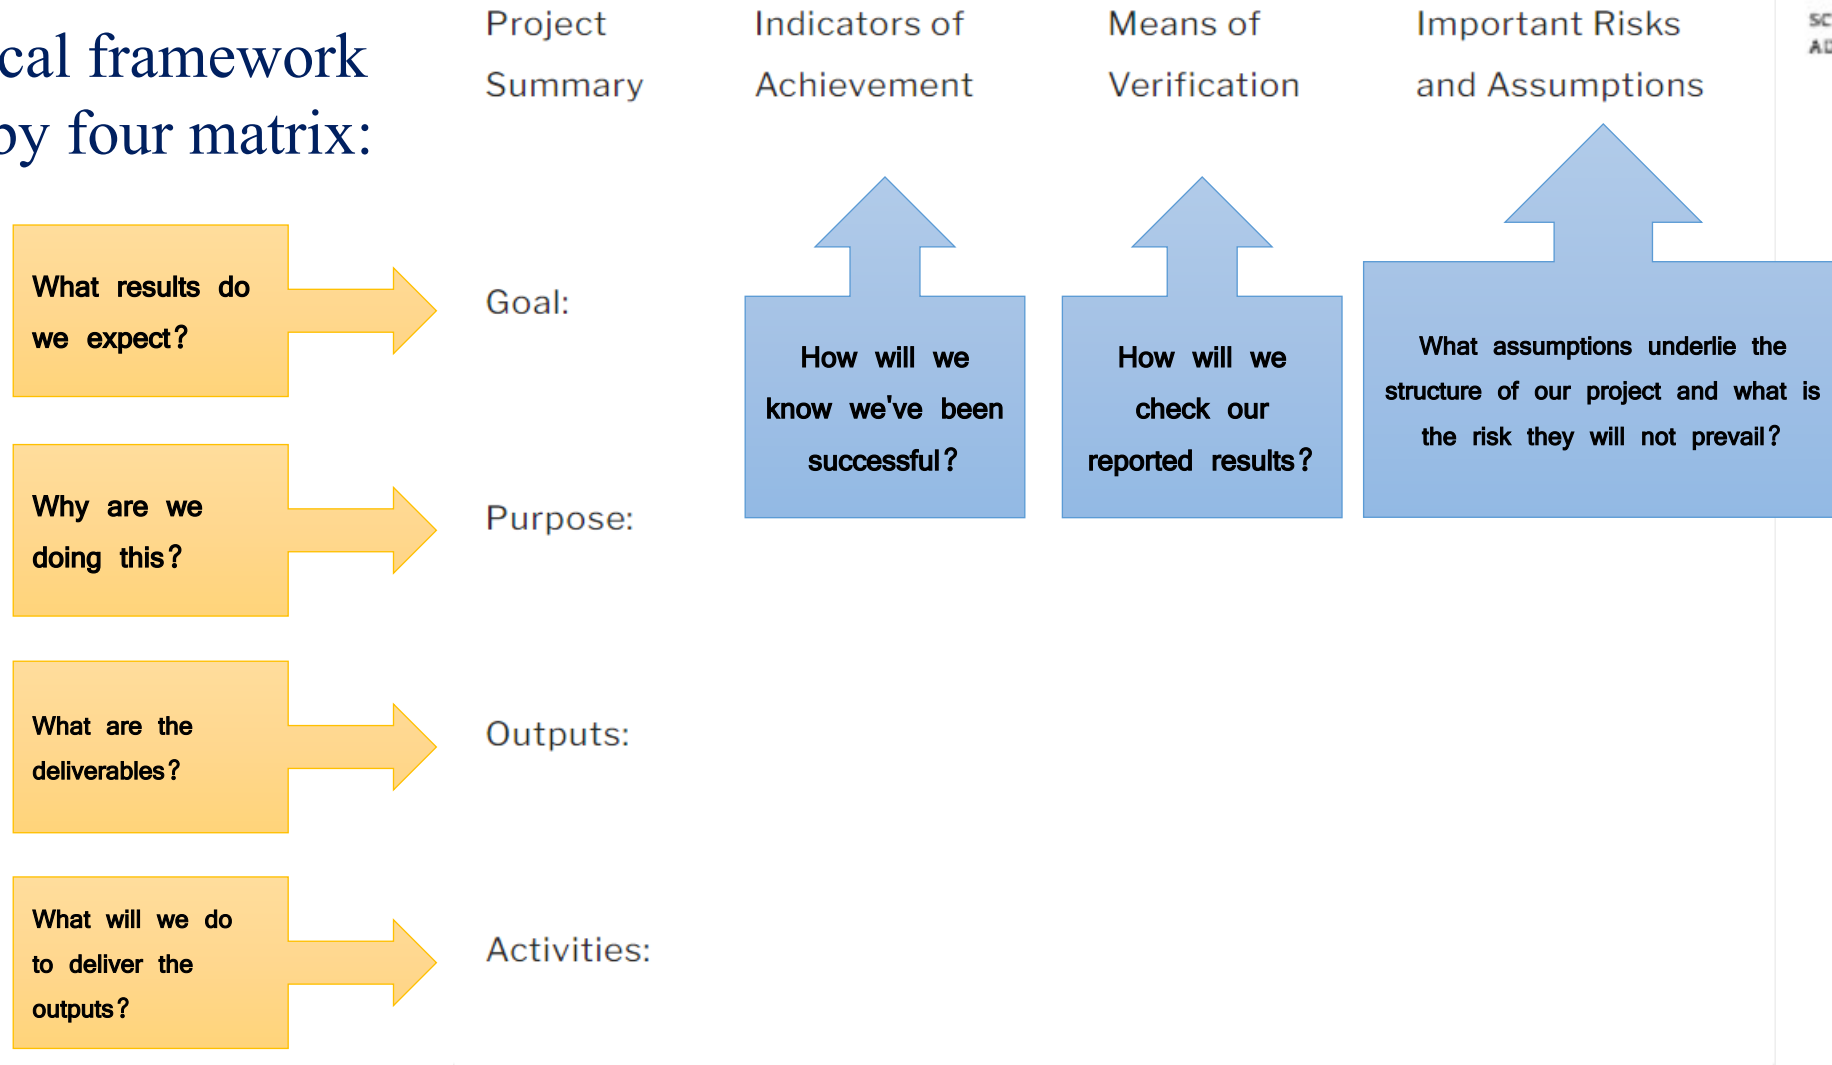 cal framework
by four matrix:
Project
Summary
Indicators of
Achievement
Means of
Verification
Important Risks
and Assumptions
What results do
we expect?
Goal:
How will we
know we've been
successful?
How will we
check our
reported results?
What assumptions underlie the
structure of our project and what is
the risk they will not prevail?
Why are we
doing this?
Purpose:
What are the
deliverables?
Outputs:
What will we do
to deliver the
outputs?
Activities: